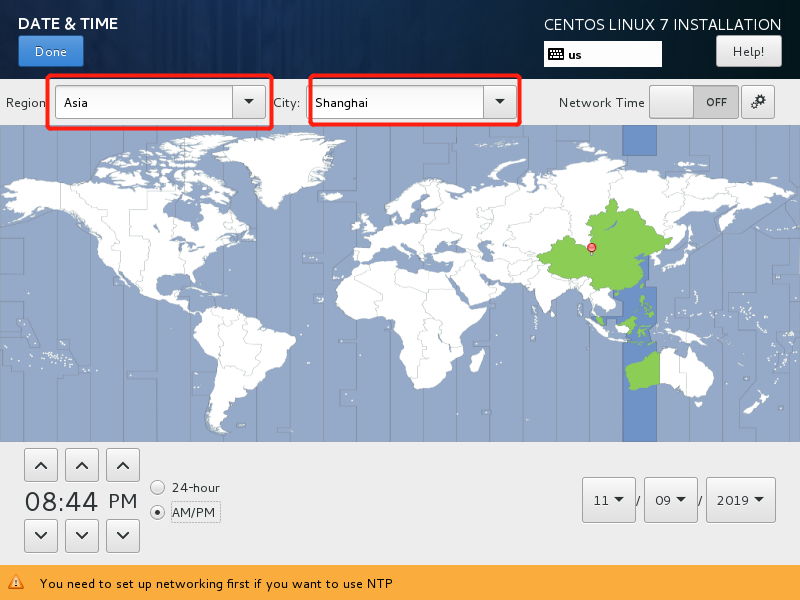 DATE & TIME
CENTOS LINUX 7 INSTALLATION
Done
us
Help!
Region
Asia
City:
Shanghai
Network Time
OFF
08:44 PM
24-hour
AM/PM
11 / 09 / 2019
You need to set up networking first if you want to use NTP